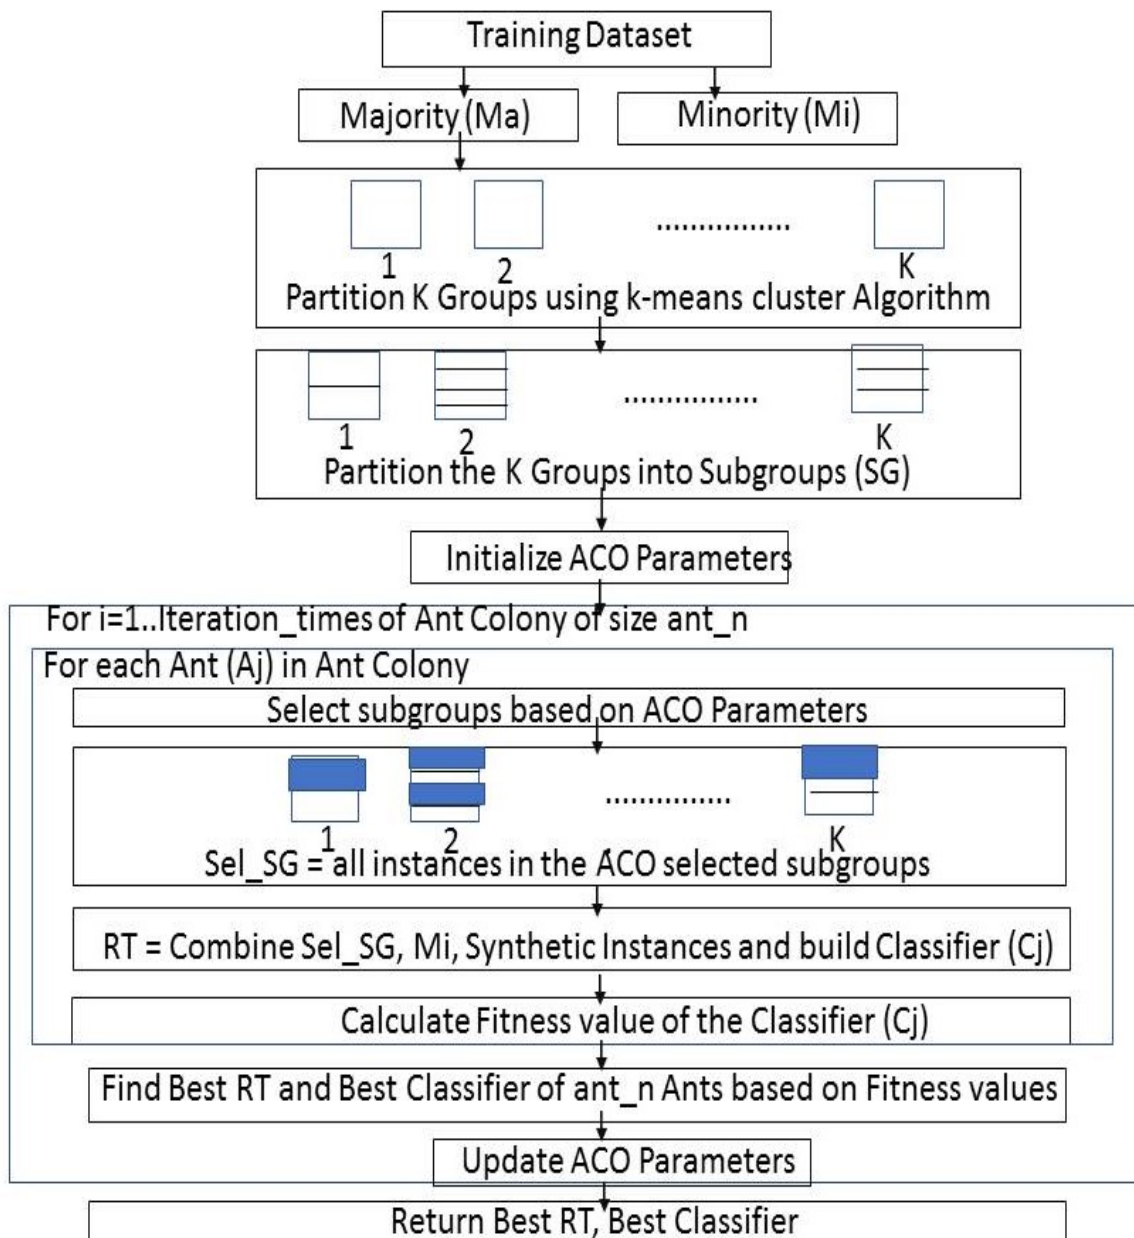 Training Dataset
Majority (Ma)
Minority (Mi)
................
1
2
K
Partition K Groups using k-means cluster Algorithm
................
1
2
K
Partition the K Groups into Subgroups (SG)
Initialize ACO Parameters
For i=1..Iteration_times of Ant Colony of size ant_n
For each Ant (Aj) in Ant Colony
Select subgroups based on ACO Parameters
...............
1
2
K
Sel_SG = all instances in the ACO selected subgroups
RT = Combine Sel_SG, Mi, Synthetic Instances and build Classifier (Cj)
Calculate Fitness value of the Classifier (Cj)
Find Best RT and Best Classifier of ant_n Ants based on Fitness values
Update ACO Parameters
Return Best RT, Best Classifier